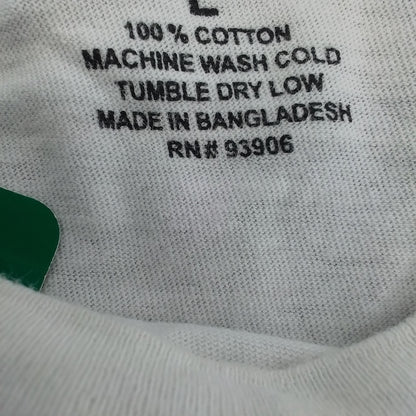 L
100% COTTON
MACHINE WASH COLD
TUMBLE DRY LOW
MADE IN BANGLADESH
RN# 93906